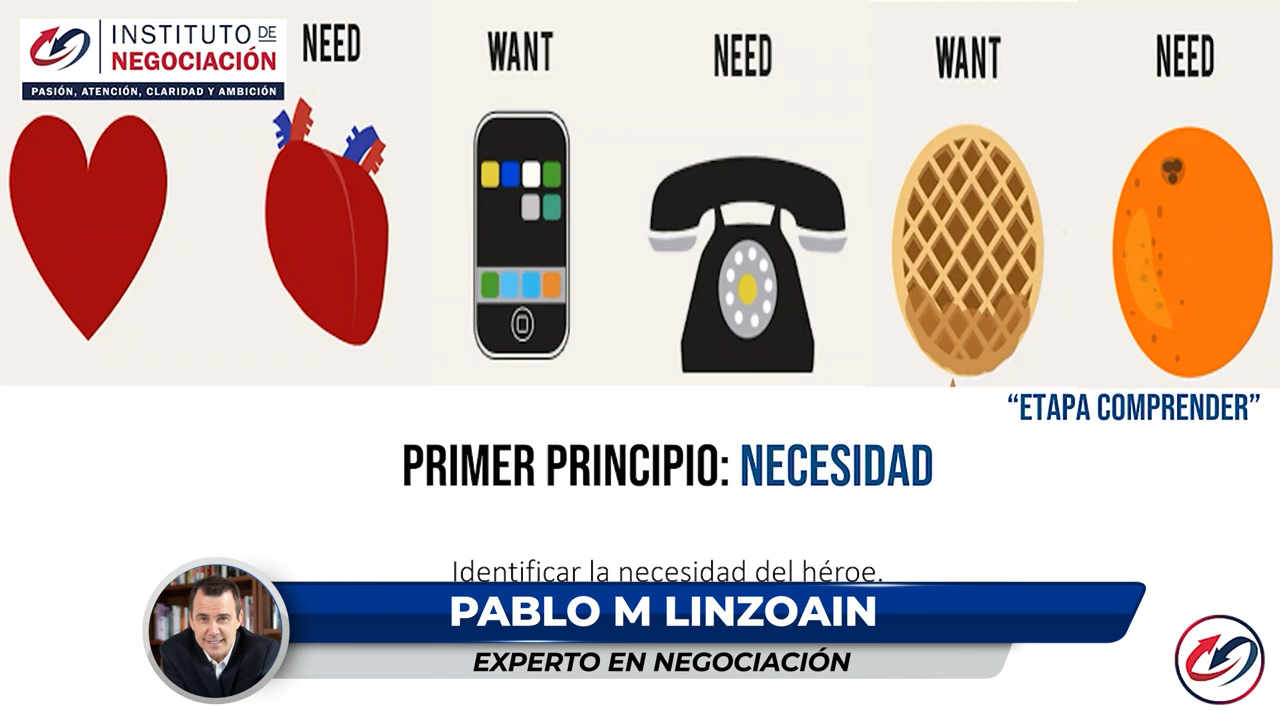 INSTITUTO DE
NEGOCIACIÓN
PASIÓN, ATENCIÓN, CLARIDAD Y AMBICIÓN
NEED
WANT
NEED
WANT
NEED
“ETAPA COMPRENDER”
PRIMER PRINCIPIO: NECESIDAD
Identificar la necesidad del héroe.
PABLO M LINZOAIN
EXPERTO EN NEGOCIACIÓN